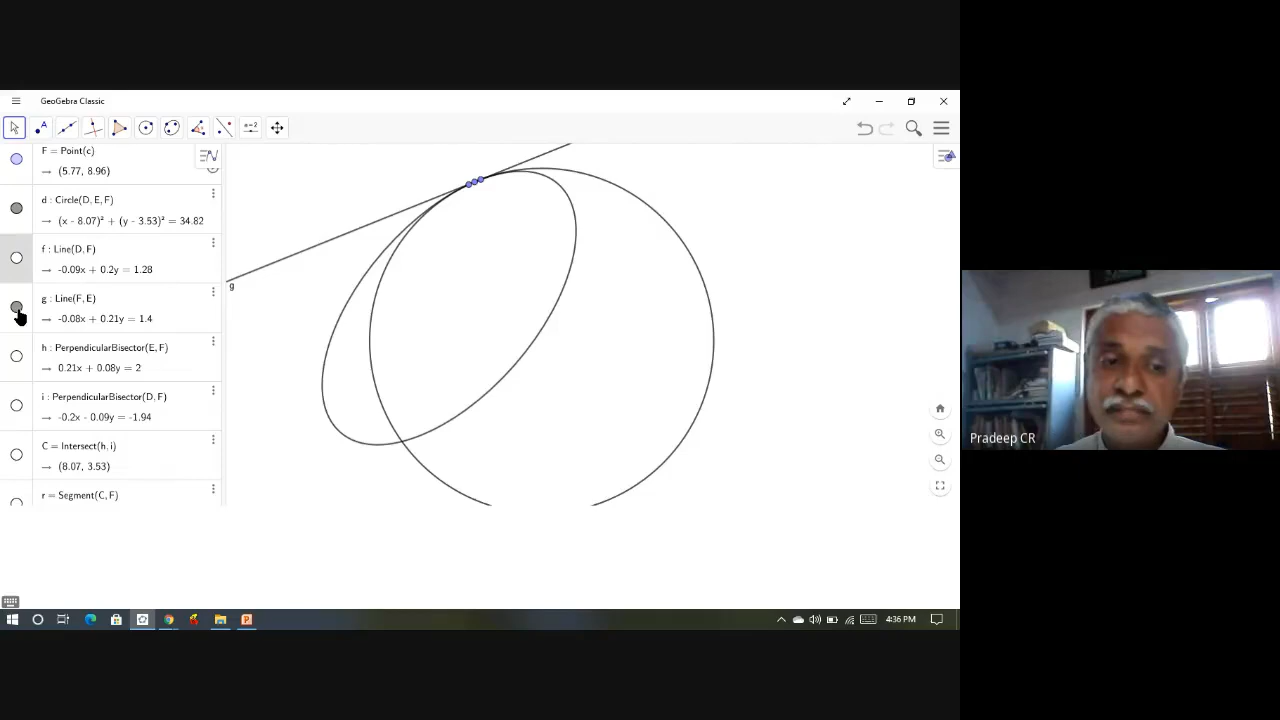 GeoGebra Classic
F = Point(c)
→ (5.77, 8.96)
d : Circle(D, E, F)
→ (x - 8.07)² + (y - 3.53)² = 34.82
f : Line(D, F)
→ -0.09x + 0.2y = 1.28
g : Line(F, E)
→ -0.08x + 0.21y = 1.4
h : PerpendicularBisector(E, F)
→ 0.21x + 0.08y = 2
i : PerpendicularBisector(D, F)
→ -0.2x - 0.09y = -1.94
C = Intersect(h, i)
→ (8.07, 3.53)
r = Segment(C, F)
g
Pradeep CR
4:36 PM